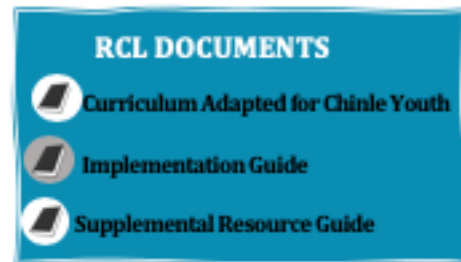 RCL DOCUMENTS
Curriculum Adapted for Chinle Youth
Implementation Guide
Supplemental Resource Guide